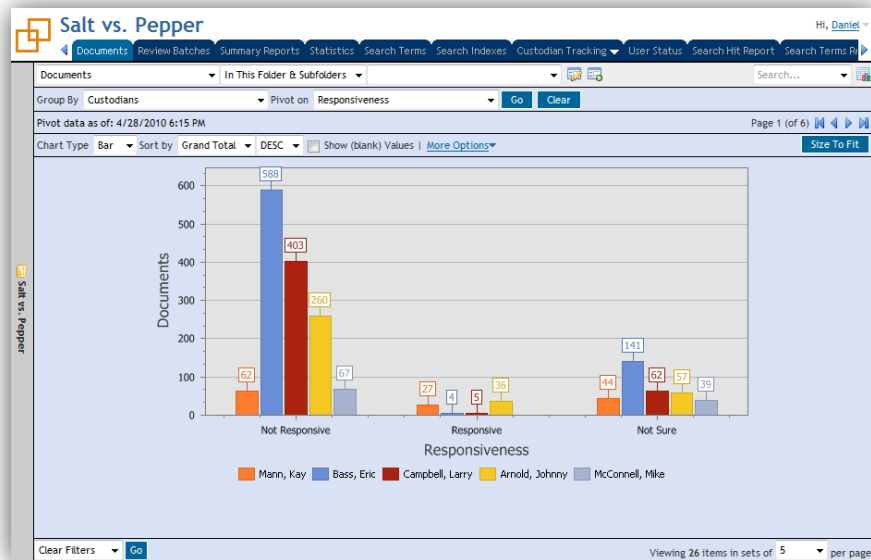 Salt vs. Pepper
Hi, Daniel
Documents Review Batches Summary Reports Statistics Search Terms Search Indexes Custodian Tracking User Status Search Hit Report Search Terms
Documents In This Folder & Subfolders Search...
Group By Custodians Pivot on Responsiveness Go Clear
Pivot data as of: 4/28/2010 6:15 PM Page 1 (of 6)
Chart Type Bar Sort by Grand Total DESC Show (blank) Values | More Options Size To Fit
Salt vs. Pepper
Documents
600
500
400
300
200
100
0
62 588 403 260 67
27 4 5 36
44 141 62 57 39
Not Responsive Responsive Not Sure
Responsiveness
Mann, Kay Bass, Eric Campbell, Larry Arnold, Johnny McConnell, Mike
Clear Filters Go Viewing 26 items in sets of 5 per page